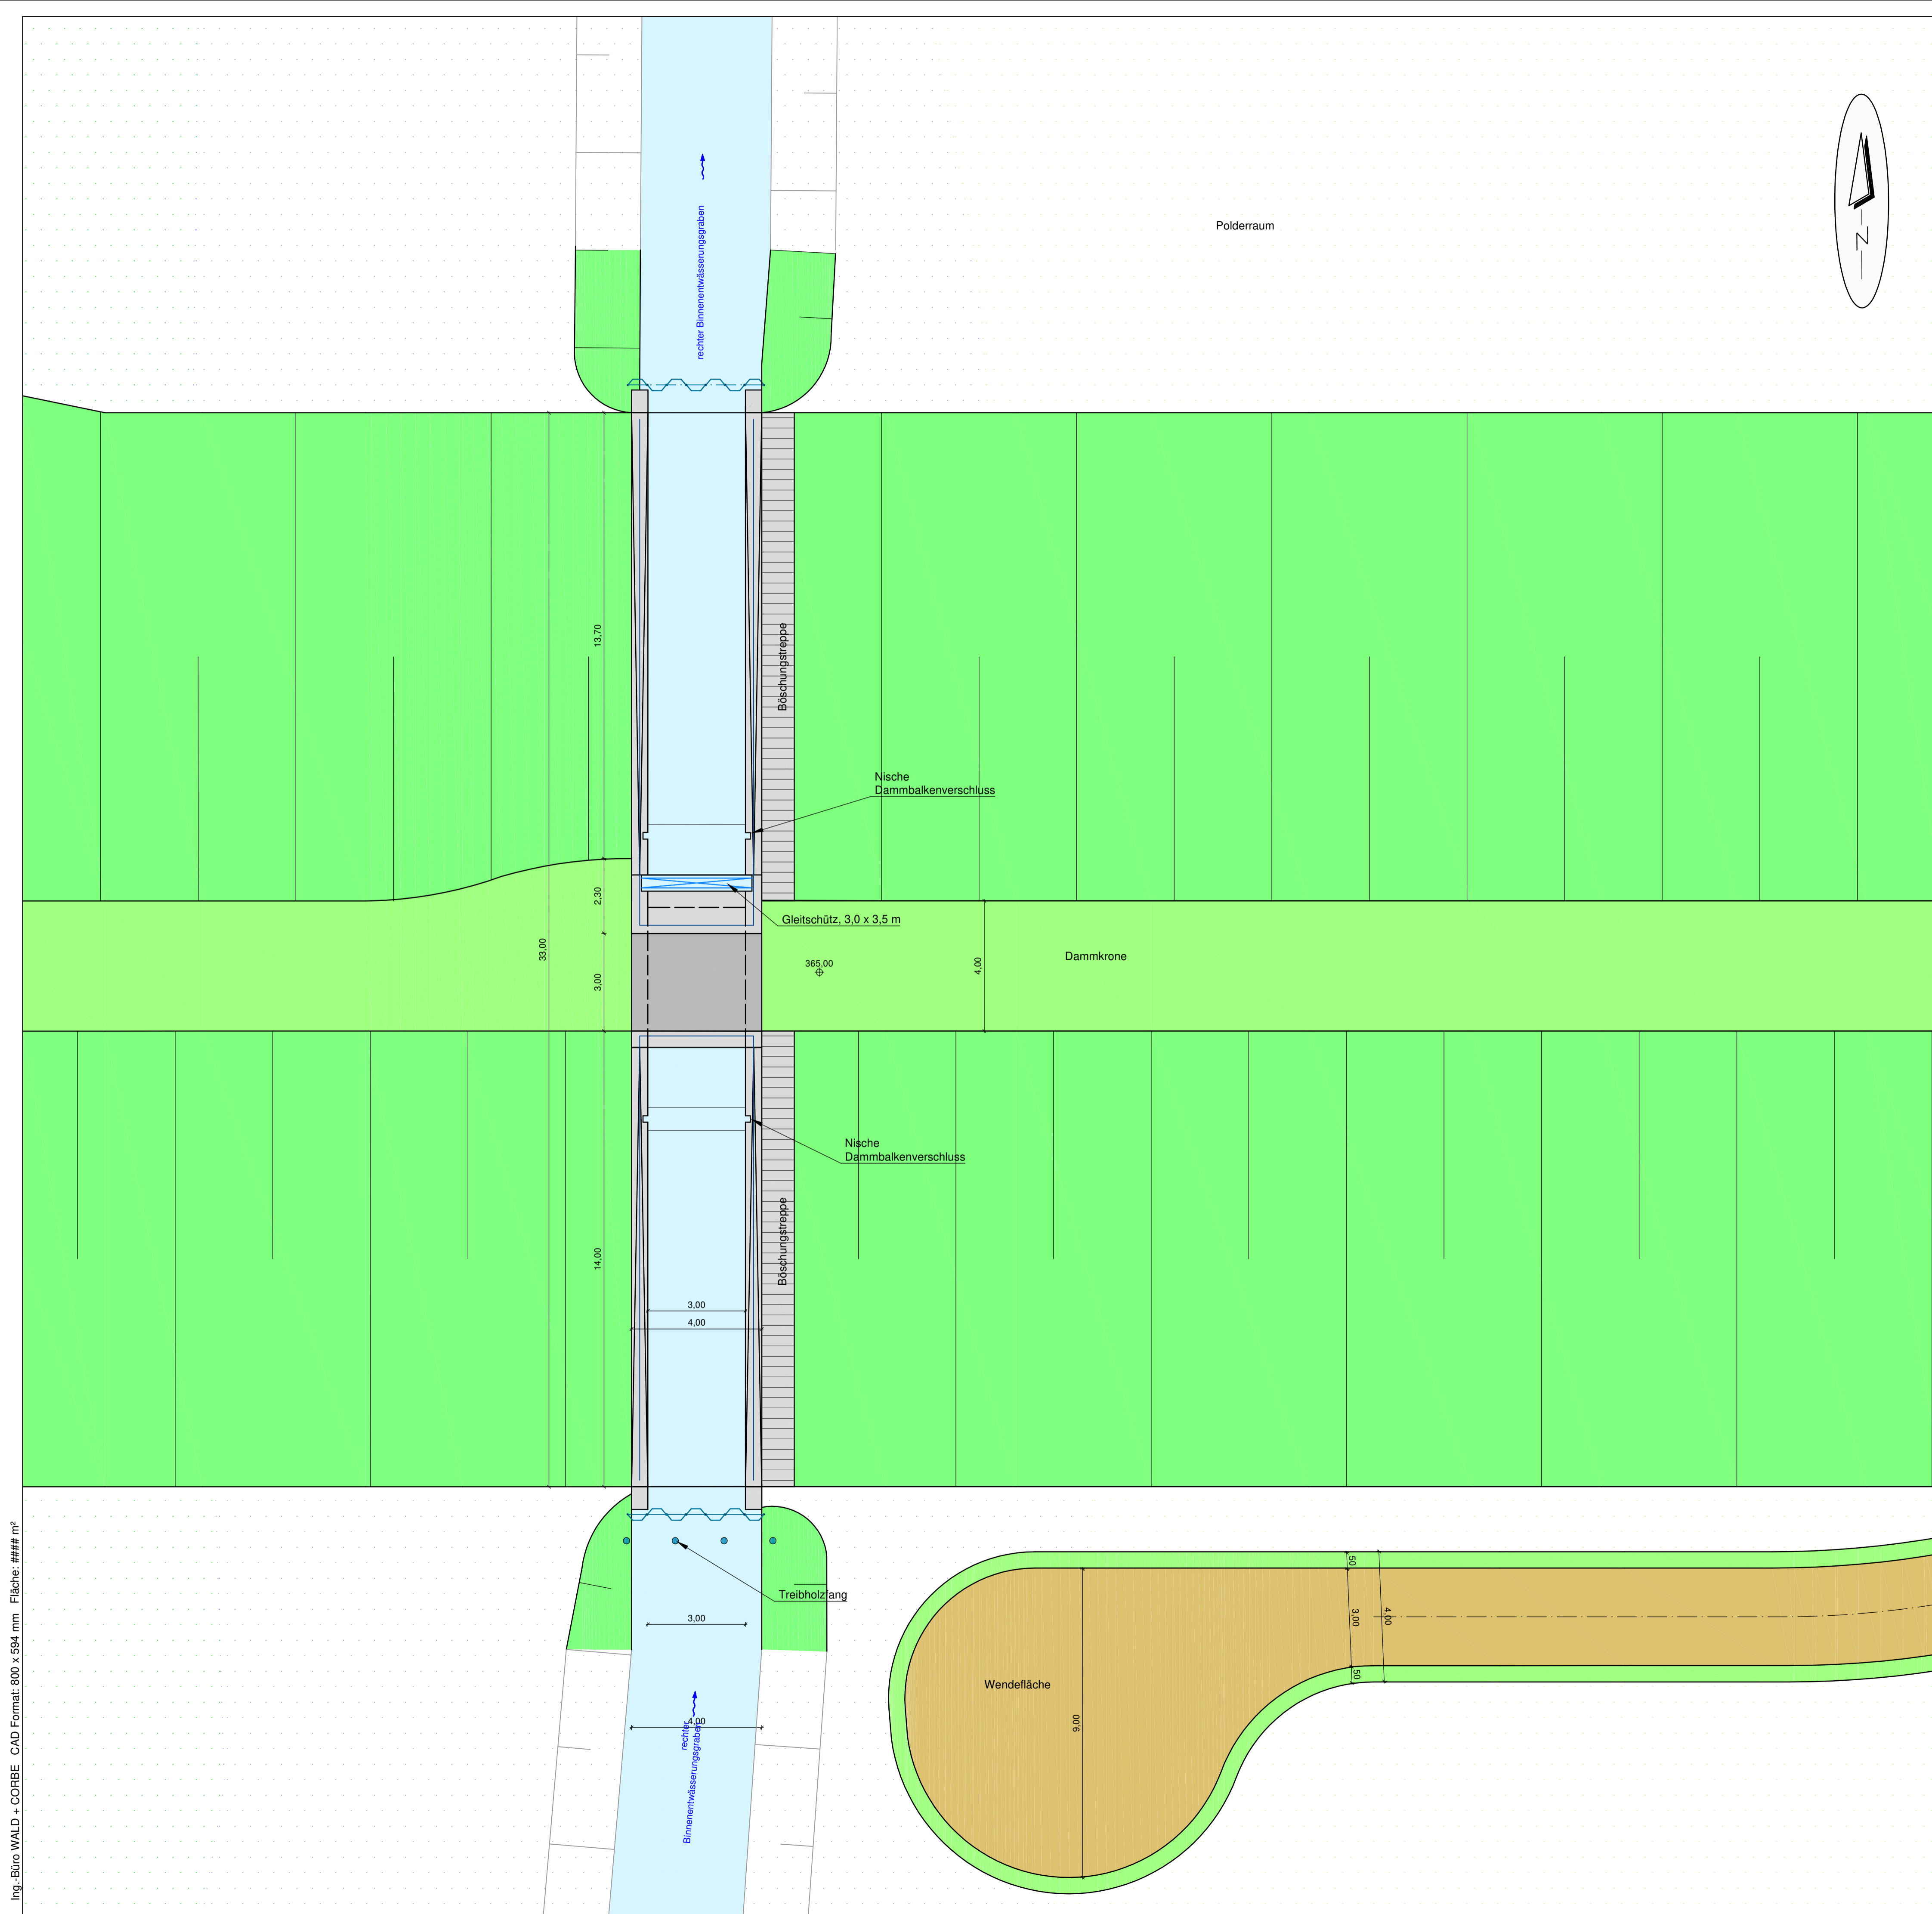 Polderraum
N
rechter Binnenentwässerungsgraben
13,70
Böschungstreppe
Nische
Dammbalkenverschluss
2,30
Gleitschütz, 3,0 x 3,5 m
33,00
3,00
365,00
4,00
Dammkrone
Nische
Dammbalkenverschluss
Böschungstreppe
14,00
3,00
4,00
Treibholzfang
3,00
4,00
rechter
Binnenentwässerungsgraben
50
3,00
4,00
50
Wendefläche
9,00
Ing.-Büro WALD + CORBE CAD Format: 800 x 594 mm Fläche: #### m²